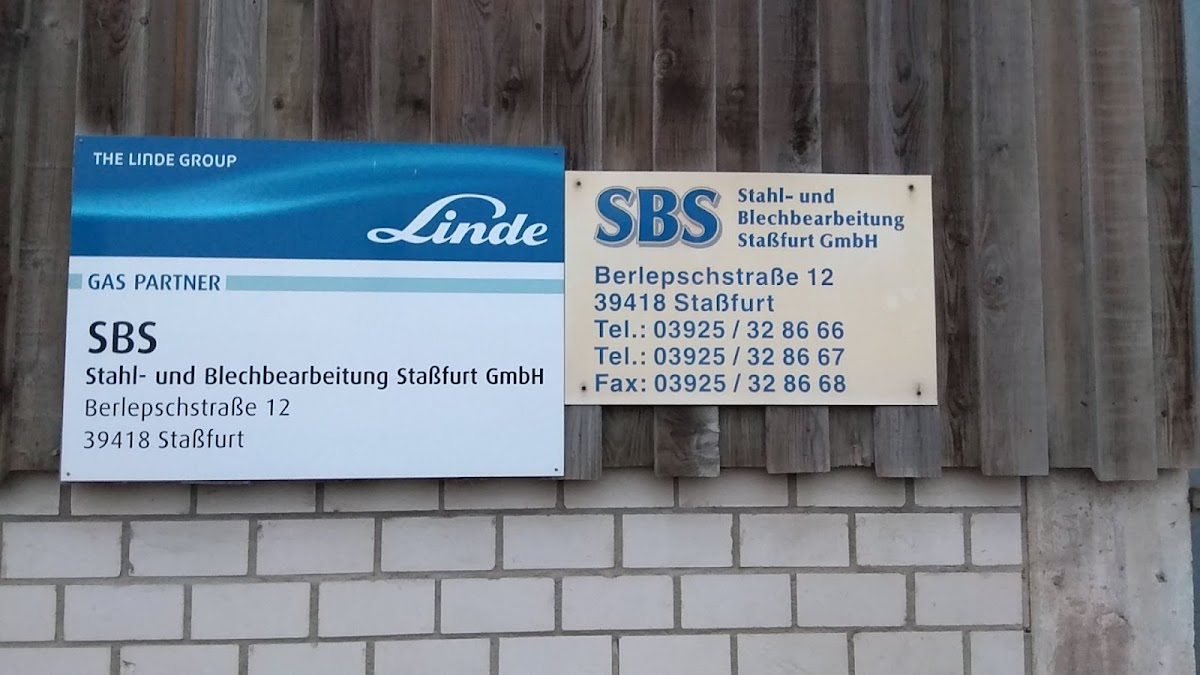 THE LINDE GROUP
Linde
GAS PARTNER
SBS
Stahl- und Blechbearbeitung Staßfurt GmbH
Berlepschstraße 12
39418 Staßfurt
SBS
Stahl- und
Blechbearbeitung
Staßfurt GmbH
Berlepschstraße 12
39418 Staßfurt
Tel.: 03925 / 32 86 66
Tel.: 03925 / 32 86 67
Fax: 03925 / 32 86 68